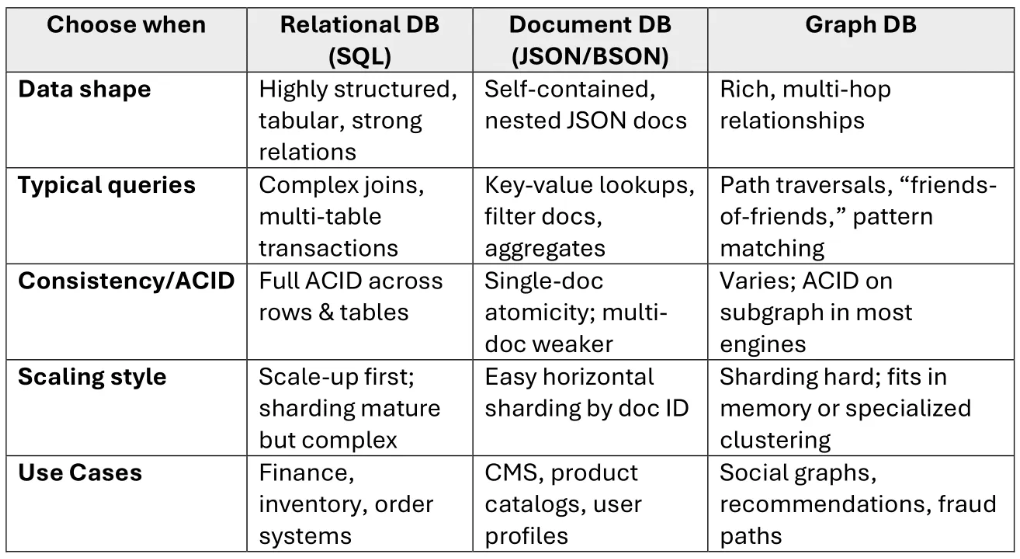 Choose when
Relational DB
(SQL)
Document DB
(JSON/BSON)
Graph DB
Data shape
Highly structured,
tabular, strong
relations
Self-contained,
nested JSON docs
Rich, multi-hop
relationships
Typical queries
Complex joins,
multi-table
transactions
Key-value lookups,
filter docs,
aggregates
Path traversals, “friends-
of-friends,” pattern
matching
Consistency/ACID
Full ACID across
rows & tables
Single-doc
atomicity; multi-
doc weaker
Varies; ACID on
subgraph in most
engines
Scaling style
Scale-up first;
sharding mature
but complex
Easy horizontal
sharding by doc ID
Sharding hard; fits in
memory or specialized
clustering
Use Cases
Finance,
inventory, order
systems
CMS, product
catalogs, user
profiles
Social graphs,
recommendations, fraud
paths